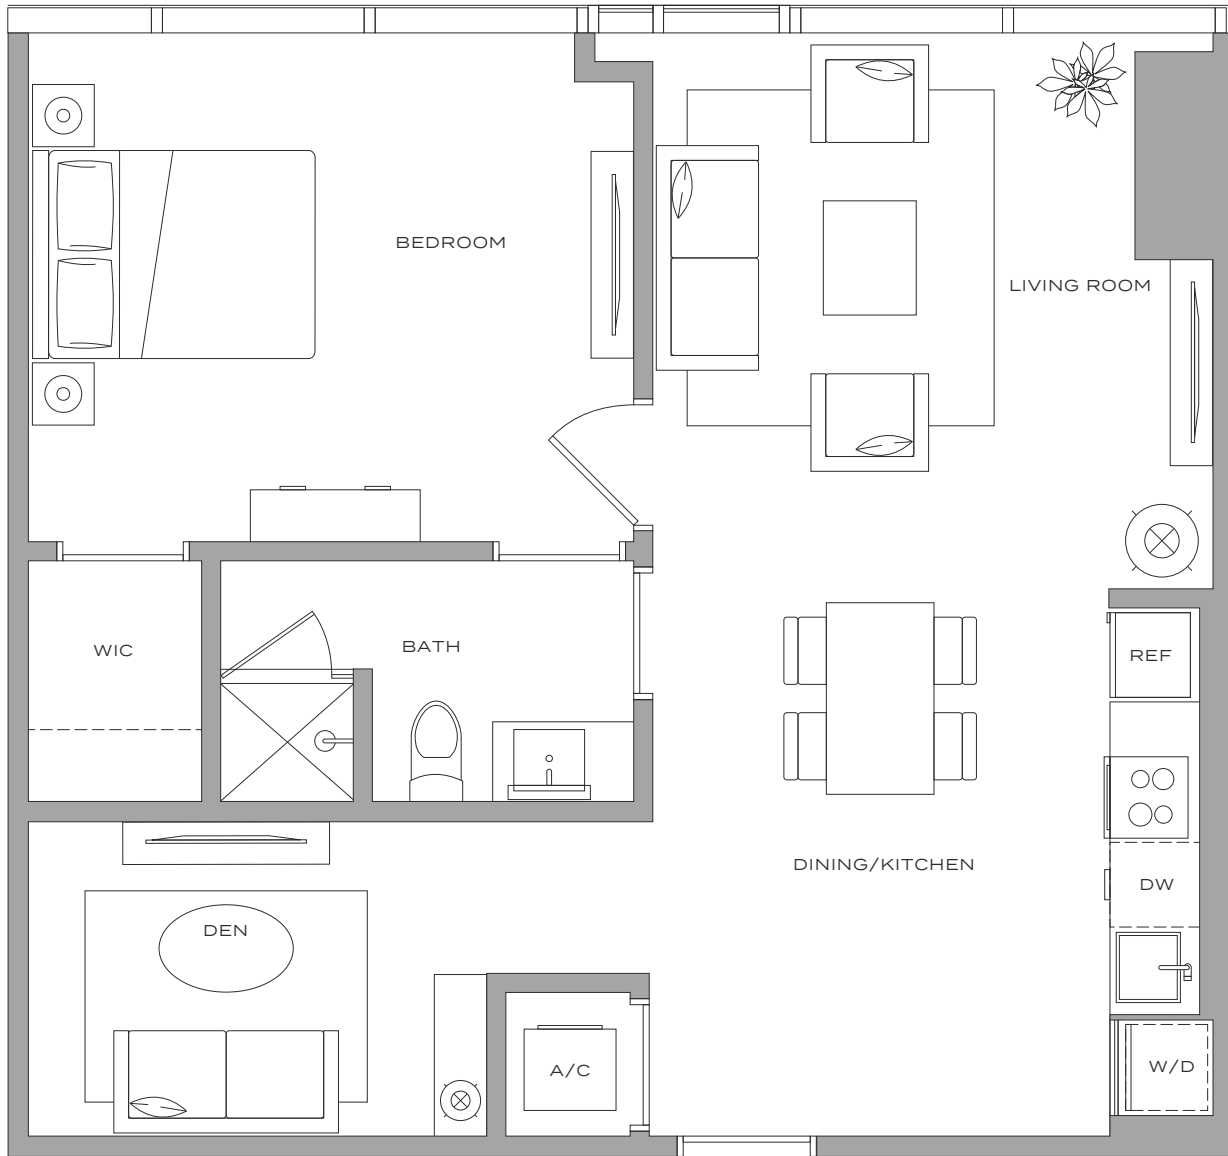 BEDROOM
LIVING ROOM
WIC
BATH
REF
DINING/KITCHEN
DW
DEN
A/C
W/D